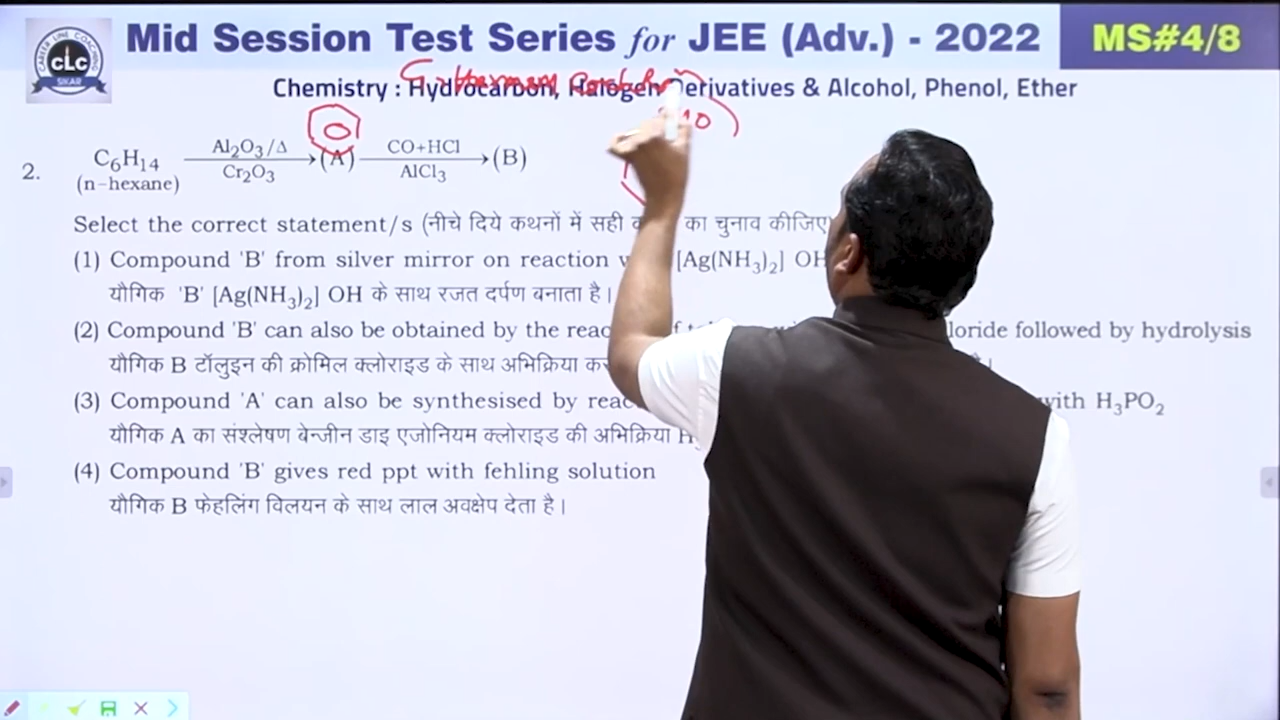 Mid Session Test Series for JEE (Adv.) - 2022
MS#4/8
CAREER LINE COACHING
CLC
SIKAR
Chemistry : Hydrocarbon, Halogen Derivatives & Alcohol, Phenol, Ether
2. C₆H₁₄ Al₂O₃/Δ Cr₂O₃ → (A) CO+HCl AlCl₃ → (B)
(n-hexane)
Select the correct statement/s (नीचे दिये कथनों में सही का चुनाव कीजिए
(1) Compound 'B' from silver mirror on reaction [Ag(NH₃)₂] OH
यौगिक 'B' [Ag(NH₃)₂] OH के साथ रजत दर्पण बनाता है।
(2) Compound 'B' can also be obtained by the followed by hydrolysis
यौगिक B टॉलुइन की क्रोमिल क्लोराइड के साथ अभिक्रिया
(3) Compound 'A' can also be synthesised by with H₃PO₂
यौगिक A का संश्लेषण बेन्जीन डाइ एजोनियम क्लोराइड की अभिक्रिया
(4) Compound 'B' gives red ppt with fehling solution
यौगिक B फेहलिंग विलयन के साथ लाल अवक्षेप देता है।